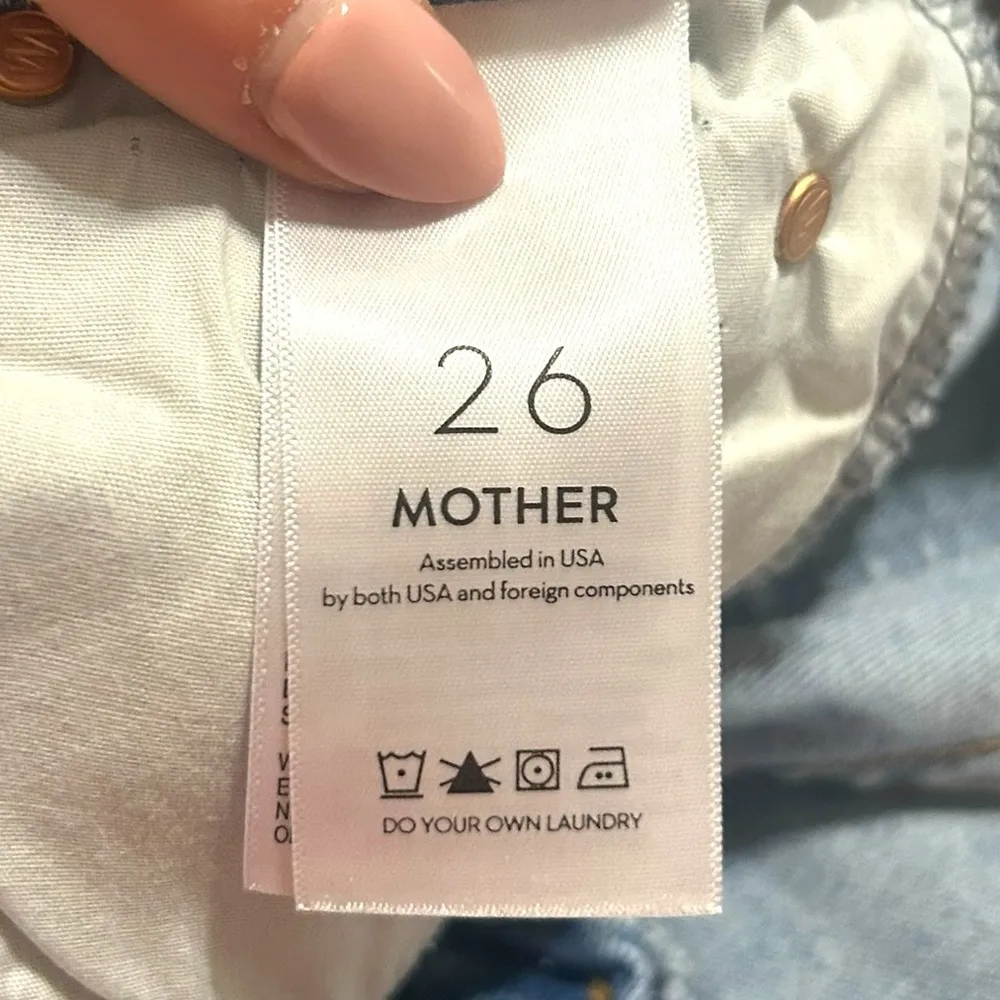 26
MOTHER
Assembled in USA
by both USA and foreign components
DO YOUR OWN LAUNDRY
M
M